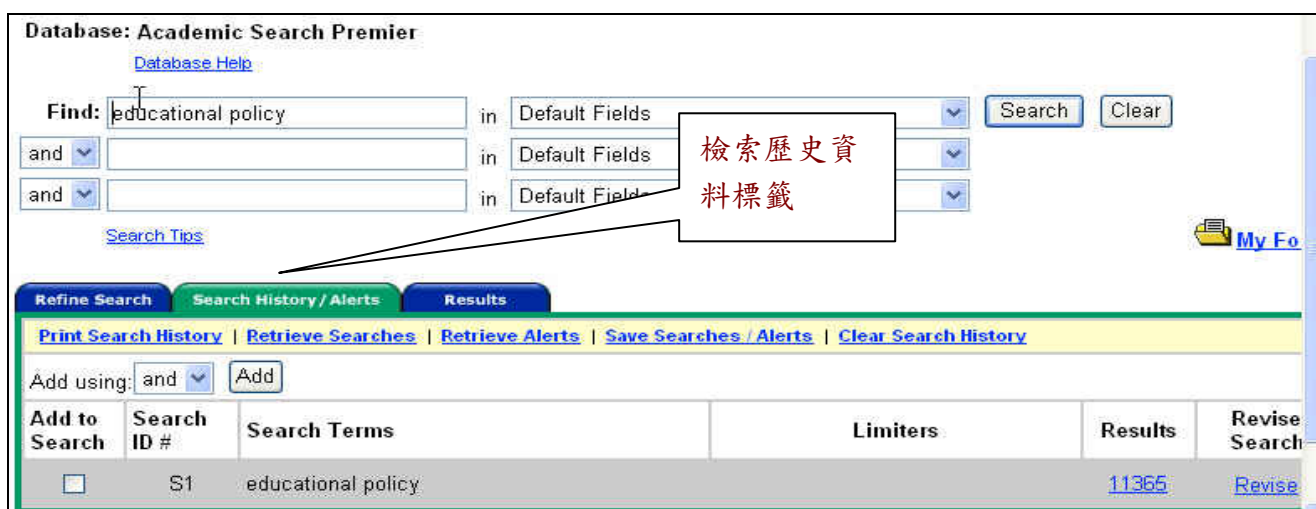 Database: Academic Search Premier
Database Help
Find: educational policy in Default Fields Search Clear
and in Default Fields
and in Default Fields
檢索歷史資
料標籤
Search Tips
My Fo
Refine Search Search History/Alerts Results
Print Search History | Retrieve Searches | Retrieve Alerts | Save Searches / Alerts | Clear Search History
Add using: and Add
Add to Search Search ID # Search Terms Limiters Results Revise Search
S1 educational policy 11365 Revise